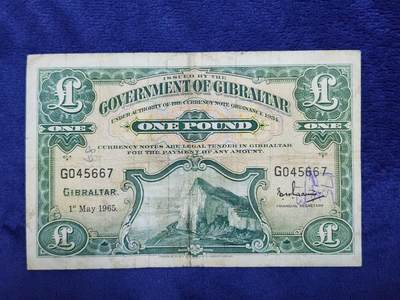 ISSUED BY THE
£ GOVERNMENT OF GIBRALTAR £
UNDER AUTHORITY OF THE CURRENCY NOTE ORDINANCE 1934.
ONE ONE POUND ONE
CURRENCY NOTES ARE LEGAL TENDER IN GIBRALTAR
FOR THE PAYMENT OF ANY AMOUNT.
G045667 G045667
GIBRALTAR.
1st May 1965.
FINANCIAL SECRETARY
£ £